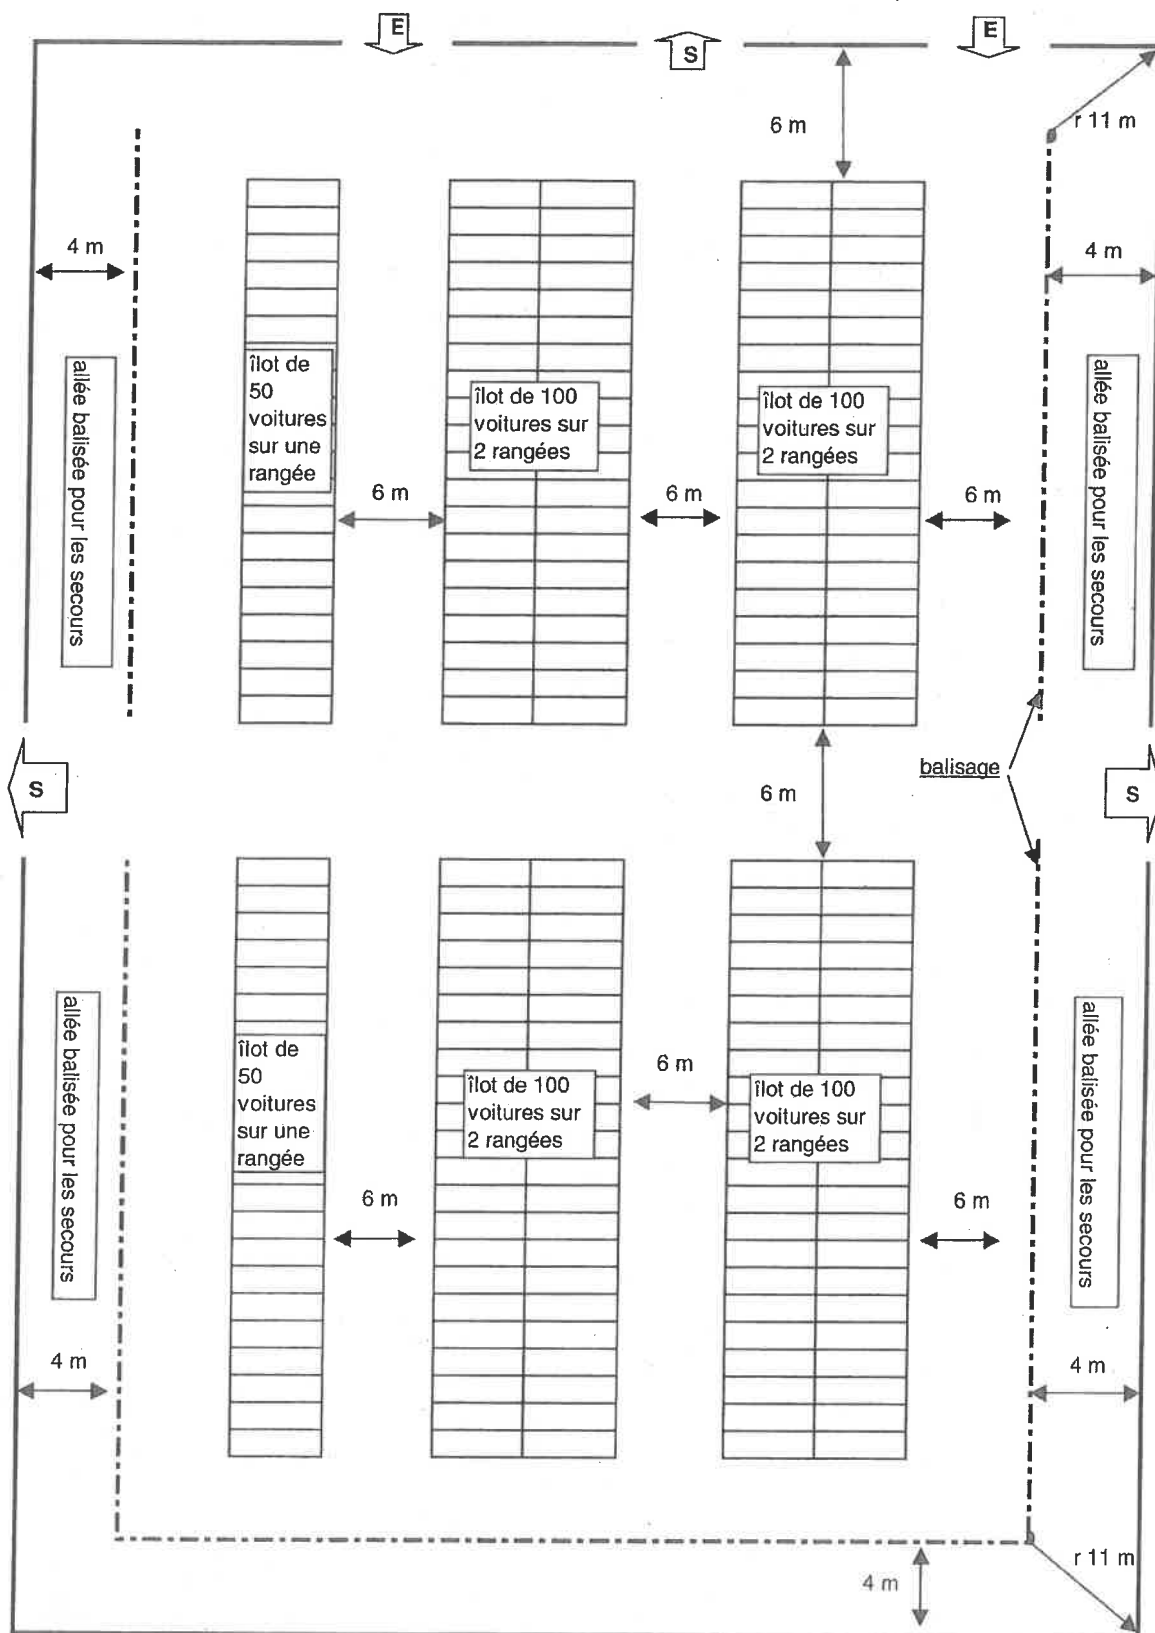 E
S
E
6 m
r 11 m
4 m
4 m
îlot de
50
voitures
sur une
rangée
îlot de 100
voitures sur
2 rangées
îlot de 100
voitures sur
2 rangées
allée balisée pour les secours
allée balisée pour les secours
6 m
6 m
6 m
S
balisage
S
6 m
allée balisée pour les secours
îlot de
50
voitures
sur une
rangée
îlot de 100
voitures sur
2 rangées
6 m
îlot de 100
voitures sur
2 rangées
allée balisée pour les secours
6 m
6 m
4 m
4 m
4 m
r 11 m